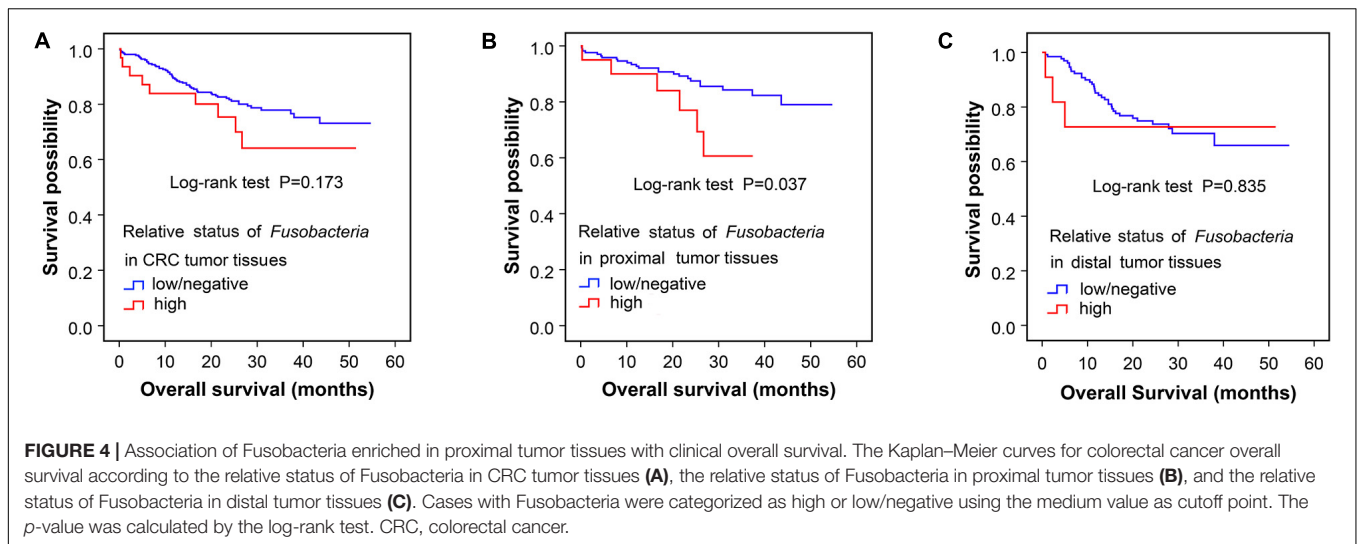 A
Survival possibility
1.0
0.8
0.6
0.4
0.2
0.0
Log-rank test P=0.173
Relative status of Fusobacteria
in CRC tumor tissues
low/negative
high
0 10 20 30 40 50 60
Overall survival (months)
B
Survival possibility
1.0
0.8
0.6
0.4
0.2
0.0
Log-rank test P=0.037
Relative status of Fusobacteria
in proximal tumor tissues
low/negative
high
0 10 20 30 40 50 60
Overall survival (months)
C
Survival possibility
1.0
0.8
0.6
0.4
0.2
0.0
Log-rank test P=0.835
Relative status of Fusobacteria
in distal tumor tissues
low/negative
high
0 10 20 30 40 50 60
Overall Survival (months)
FIGURE 4 | Association of Fusobacteria enriched in proximal tumor tissues with clinical overall survival. The Kaplan–Meier curves for colorectal cancer overall
survival according to the relative status of Fusobacteria in CRC tumor tissues (A), the relative status of Fusobacteria in proximal tumor tissues (B), and the relative
status of Fusobacteria in distal tumor tissues (C). Cases with Fusobacteria were categorized as high or low/negative using the medium value as cutoff point. The
p-value was calculated by the log-rank test. CRC, colorectal cancer.